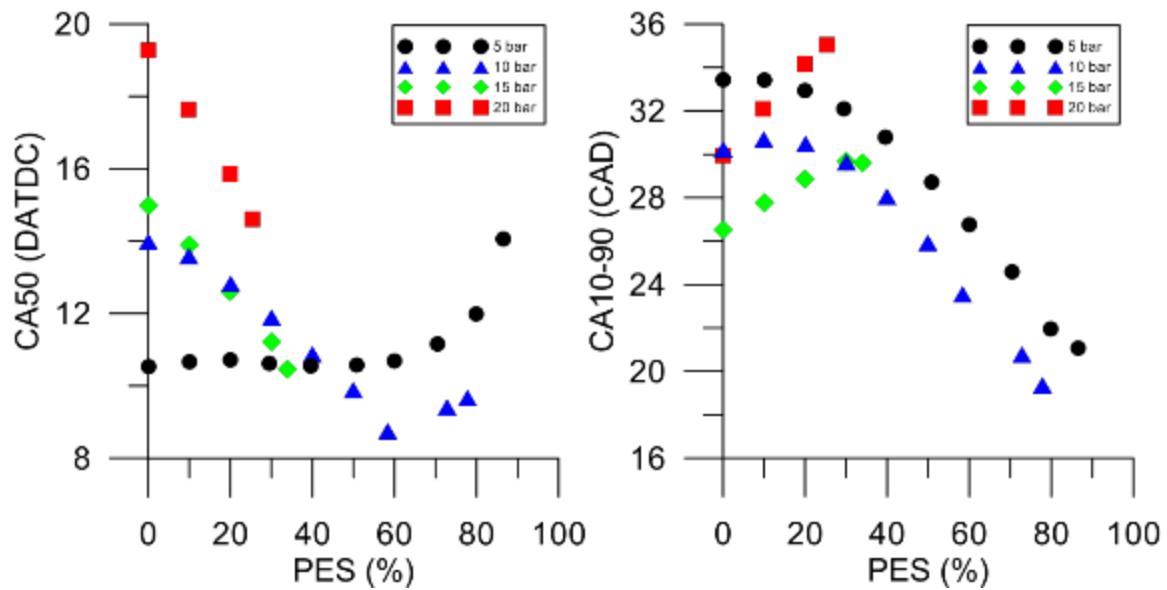 20
16
12
8
CA50 (DATDC)
5 bar
10 bar
15 bar
20 bar
0 20 40 60 80 100
PES (%)
36
32
28
24
20
16
CA10-90 (CAD)
5 bar
10 bar
15 bar
20 bar
0 20 40 60 80 100
PES (%)